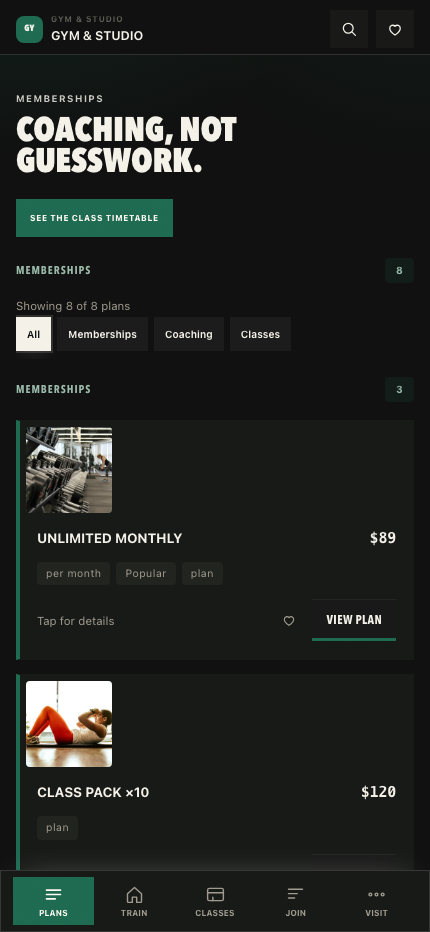 GY
GYM & STUDIO
GYM & STUDIO
MEMBERSHIPS
COACHING, NOT
GUESSWORK.
SEE THE CLASS TIMETABLE
MEMBERSHIPS 8
Showing 8 of 8 plans
All Memberships Coaching Classes
MEMBERSHIPS 3
UNLIMITED MONTHLY $89
per month Popular plan
Tap for details VIEW PLAN
CLASS PACK ×10 $120
plan
PLANS TRAIN CLASSES JOIN VISIT